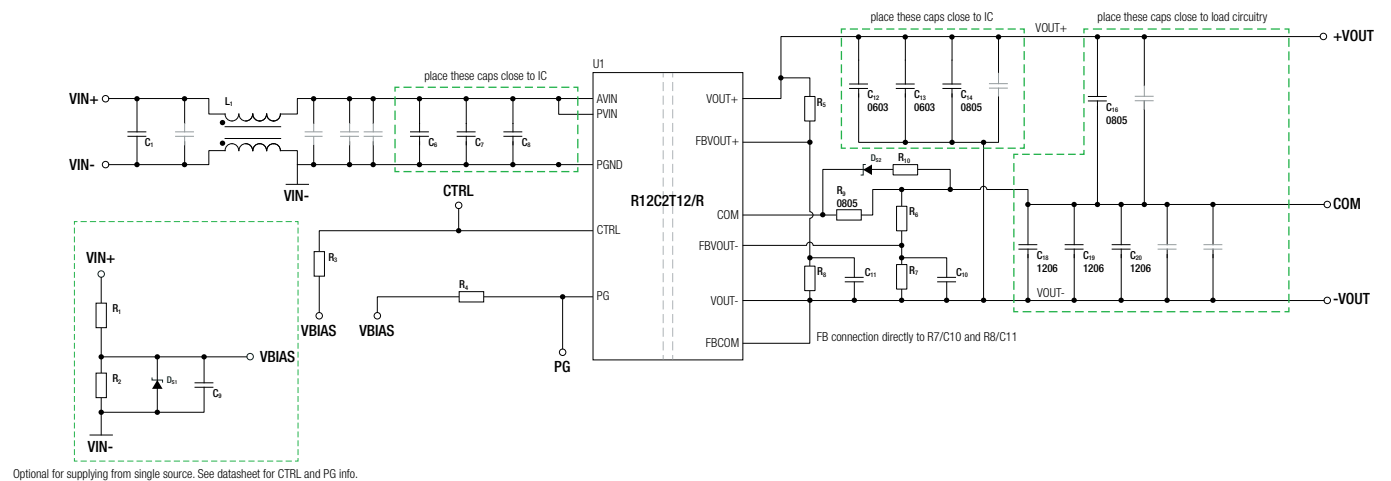 place these caps close to IC
place these caps close to load circuitry
VOUT+
+VOUT
U1
place these caps close to IC
L1
VIN+
AVIN
PVIN
VOUT+
R5
C12
0603
C13
0603
C14
0805
C16
0805
C1
C6
C7
C8
FBVOUT+
VIN-
PGND
VIN-
CTRL
R12C2T12/R
DS2
R10
R9
0805
COM
R6
COM
CTRL
FBVOUT-
VIN+
R3
C18
1206
C19
1206
C20
1206
R8
C11
R7
C10
R4
PG
VOUT-
VOUT-
-VOUT
R1
VBIAS
VBIAS
FBCOM
FB connection directly to R7/C10 and R8/C11
VBIAS
PG
R2
DS1
C9
VIN-
Optional for supplying from single source. See datasheet for CTRL and PG info.